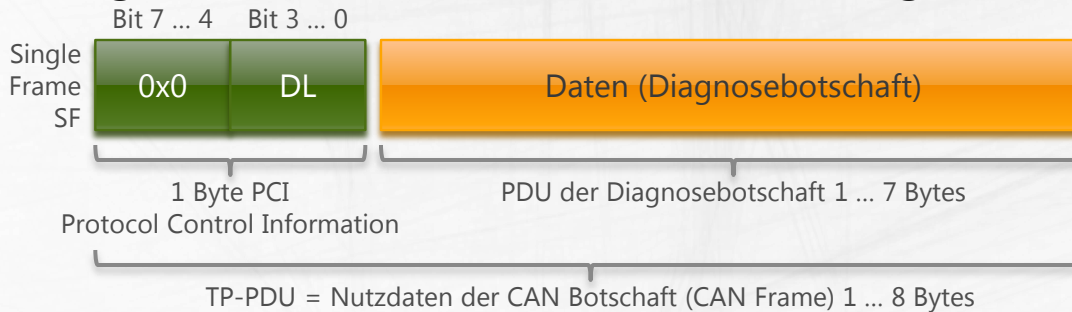 Bit 7 ... 4 Bit 3 ... 0
Single
Frame
SF
0x0 DL Daten (Diagnosebotschaft)
1 Byte PCI
Protocol Control Information
PDU der Diagnosebotschaft 1 ... 7 Bytes
TP-PDU = Nutzdaten der CAN Botschaft (CAN Frame) 1 ... 8 Bytes